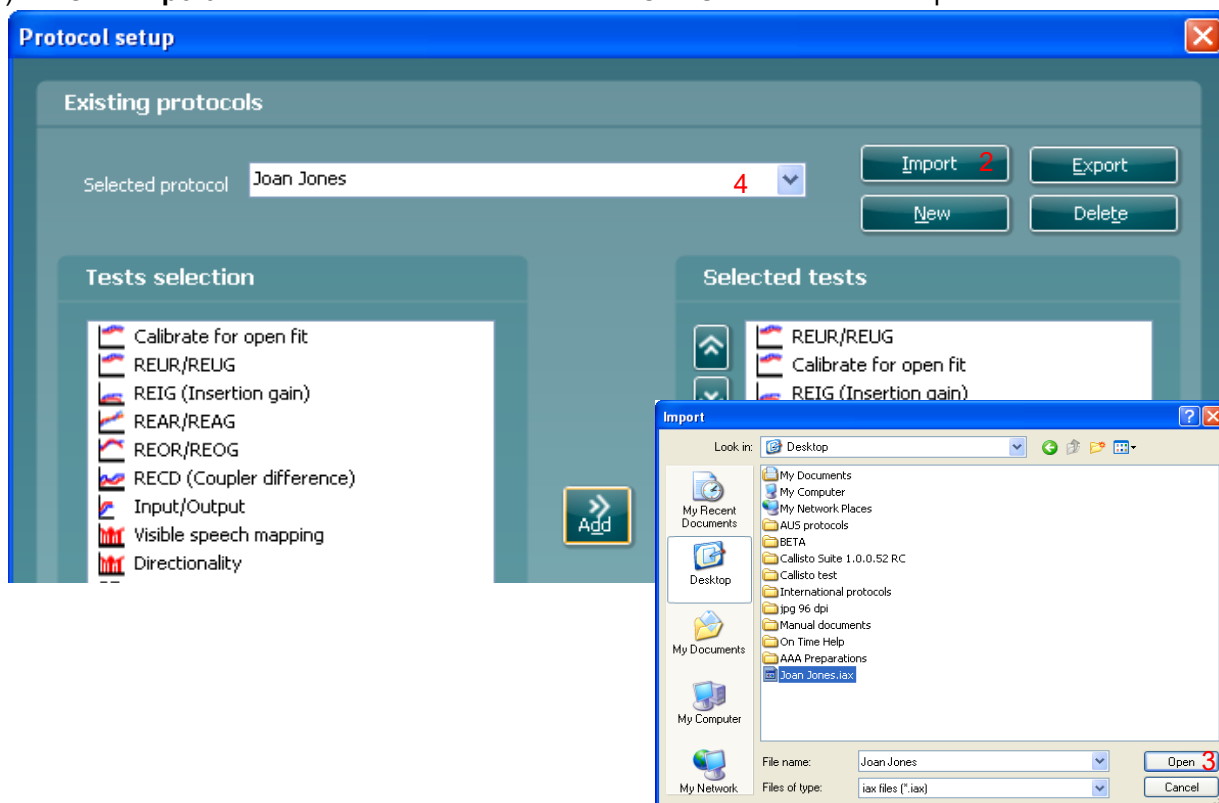 Protocol setup
Existing protocols
Selected protocol
Joan Jones
4
Import 2
Export
New
Delete
Tests selection
Selected tests
Calibrate for open fit
REUR/REUG
REIG (Insertion gain)
REAR/REAG
REOR/REOG
RECD (Coupler difference)
Input/Output
Visible speech mapping
Directionality
Add
REUR/REUG
Calibrate for open fit
REIG (Insertion gain)
Import
Look in:
Desktop
My Recent
Documents
Desktop
My Documents
My Computer
My Network
My Documents
My Computer
My Network Places
AUS protocols
BETA
Callisto Suite 1.0.0.52 RC
Callisto test
International protocols
jpg 96 dpi
Manual documents
On Time Help
AAA Preparations
Joan Jones.iax
File name:
Joan Jones
Open 3
Files of type:
iax files (*.iax)
Cancel